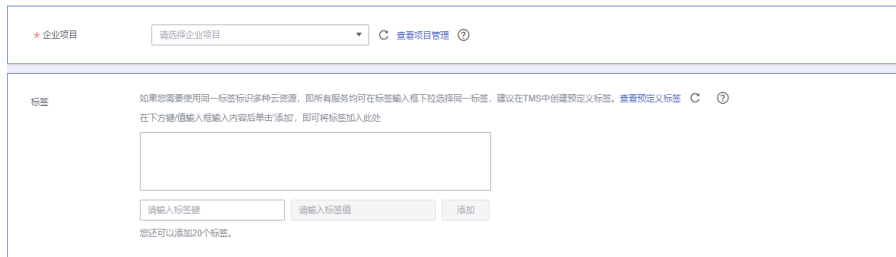 * 企业项目 请选择企业项目 查看项目管理 ?
标签 如果您需要使用同一标签标识多种云资源，即所有服务均可在标签输入框下拉选择同一标签，建议在TMS中创建预定义标签。查看预定义标签 ?
在下方键/值输入框输入内容后单击'添加'，即可将标签加入此处
请输入标签键 请输入标签值 添加
您还可以添加20个标签。